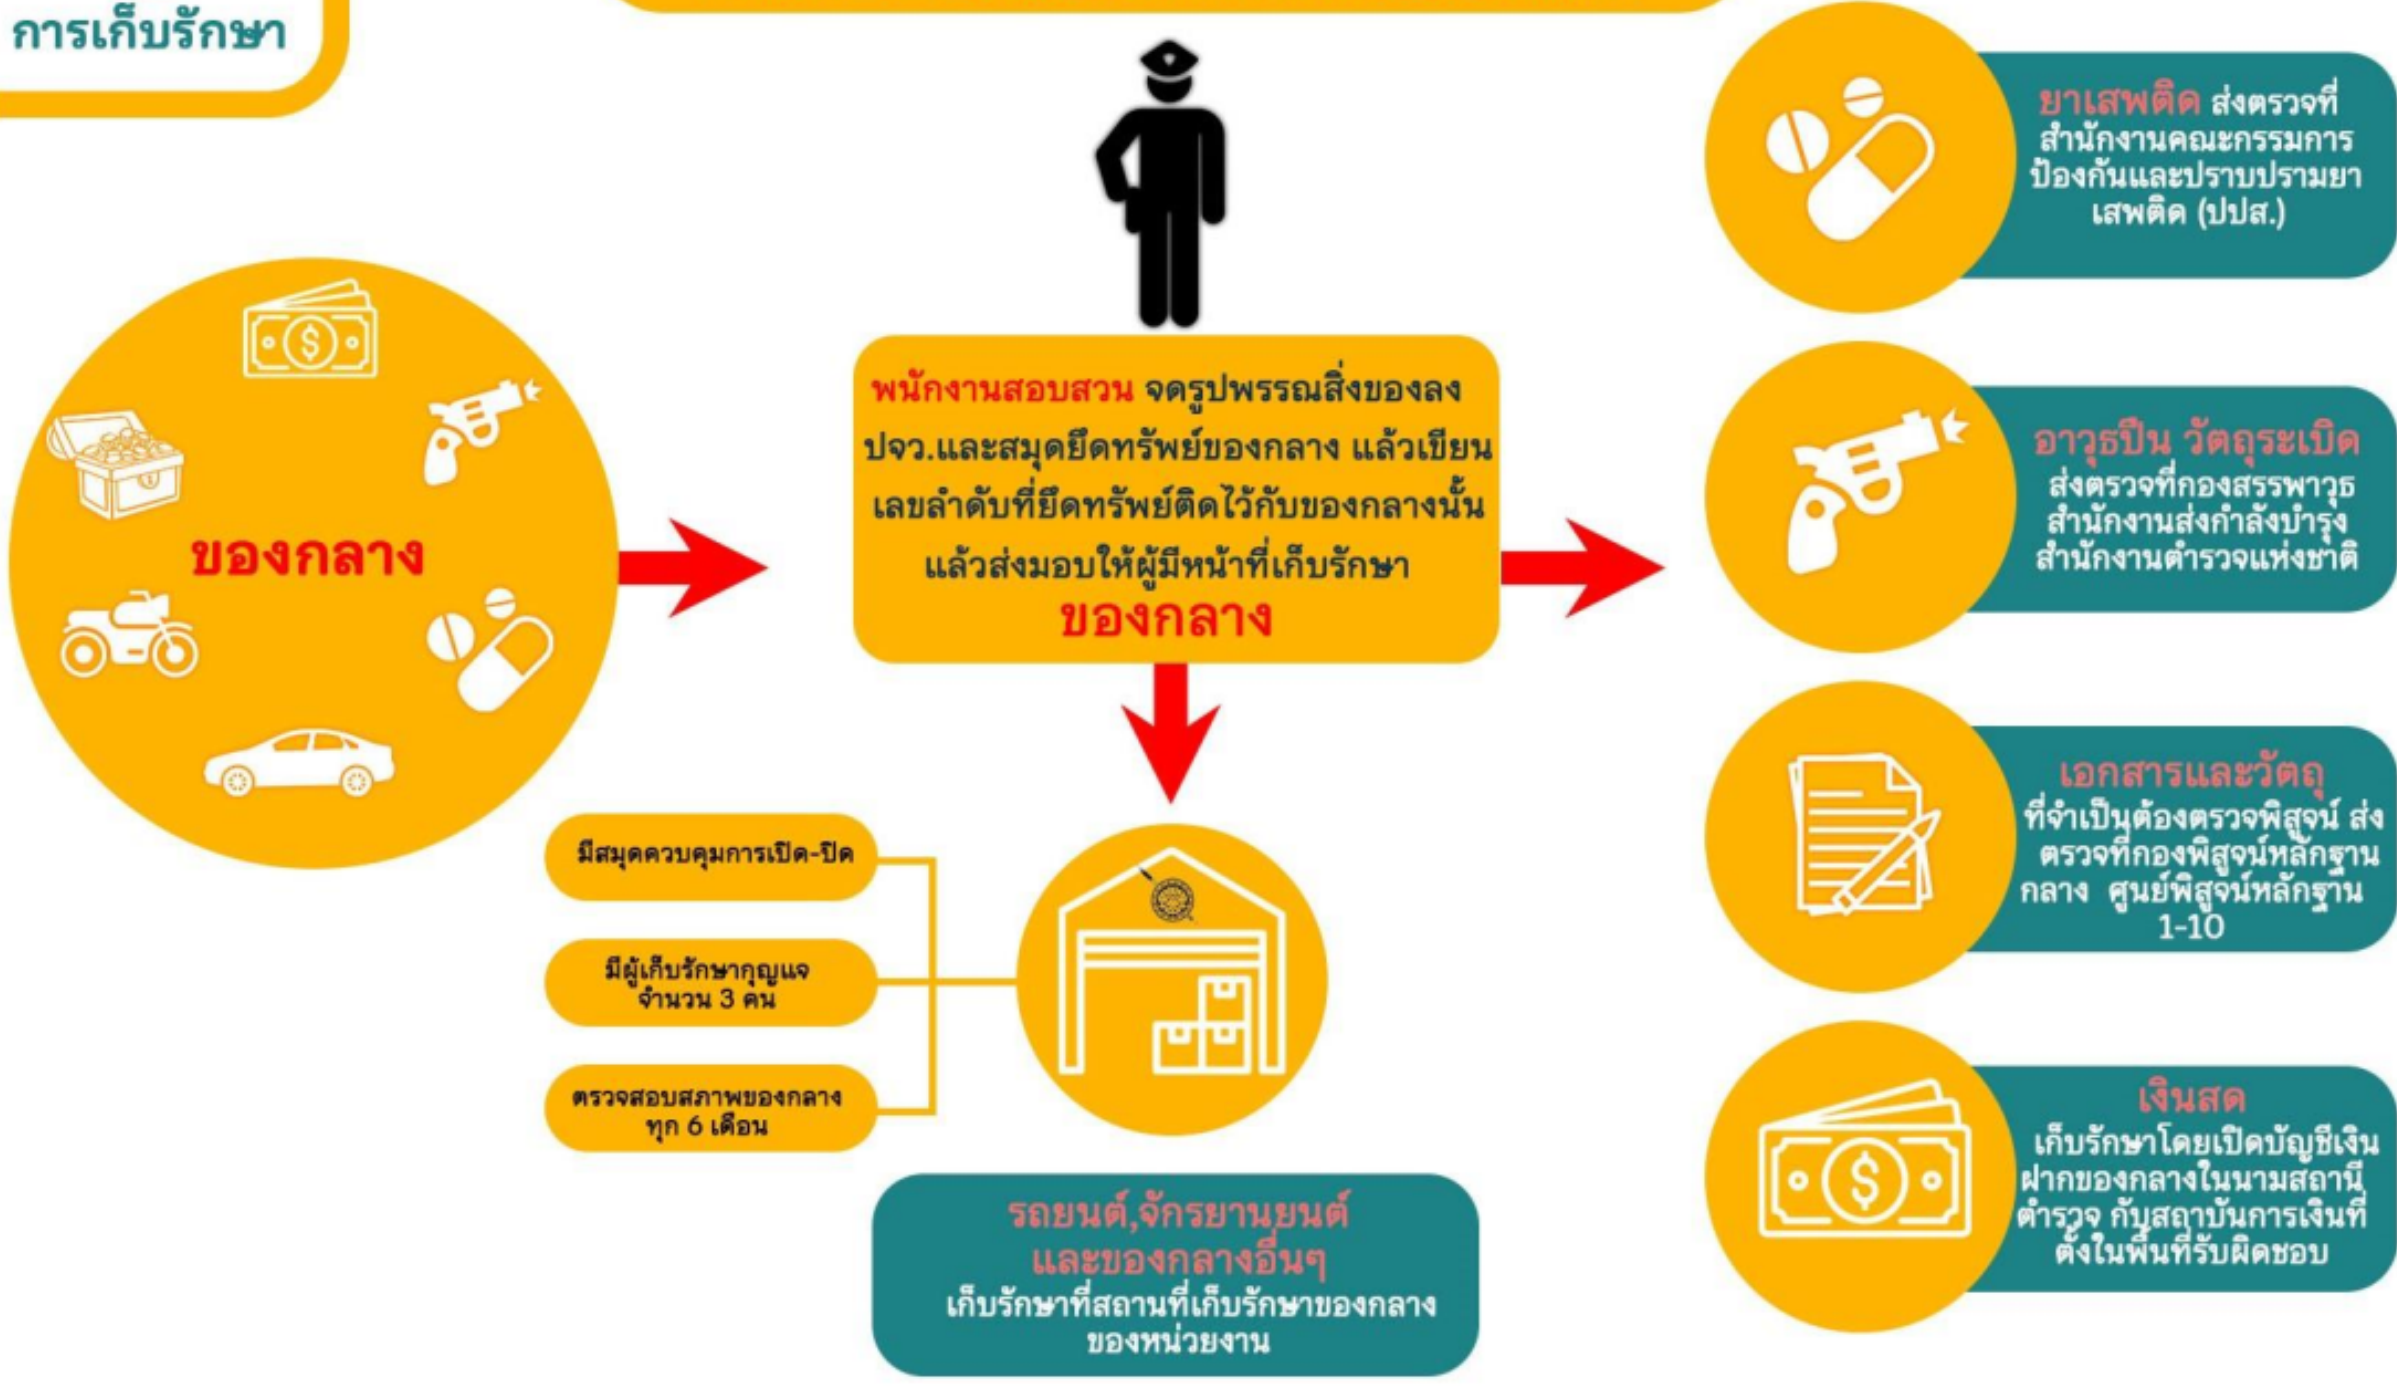 การเก็บรักษา
ของกลาง
พนักงานสอบสวน จดรูปพรรณสิ่งของลง
ปจว.และสมุดยึดทรัพย์ของกลาง แล้วเขียน
เลขลำดับที่ยึดทรัพย์ติดไว้กับของกลางนั้น
แล้วส่งมอบให้ผู้มีหน้าที่เก็บรักษา
ของกลาง
มีสมุดควบคุมการเปิด-ปิด
มีผู้เก็บรักษากุญแจ
จำนวน 3 คน
ตรวจสอบสภาพของกลาง
ทุก 6 เดือน
รถยนต์,จักรยานยนต์
และของกลางอื่นๆ
เก็บรักษาที่สถานที่เก็บรักษาของกลาง
ของหน่วยงาน
ยาเสพติด ส่งตรวจที่
สำนักงานคณะกรรมการ
ป้องกันและปราบปรามยา
เสพติด (ปปส.)
อาวุธปืน วัตถุระเบิด
ส่งตรวจที่กองสรรพาวุธ
สำนักงานส่งกำลังบำรุง
สำนักงานตำรวจแห่งชาติ
เอกสารและวัตถุ
ที่จำเป็นต้องตรวจพิสูจน์ ส่ง
ตรวจที่กองพิสูจน์หลักฐาน
กลาง ศูนย์พิสูจน์หลักฐาน
1-10
เงินสด
เก็บรักษาโดยเปิดบัญชีเงิน
ฝากของกลางในนามสถานี
ตำรวจ กับสถาบันการเงินที่
ตั้งในพื้นที่รับผิดชอบ